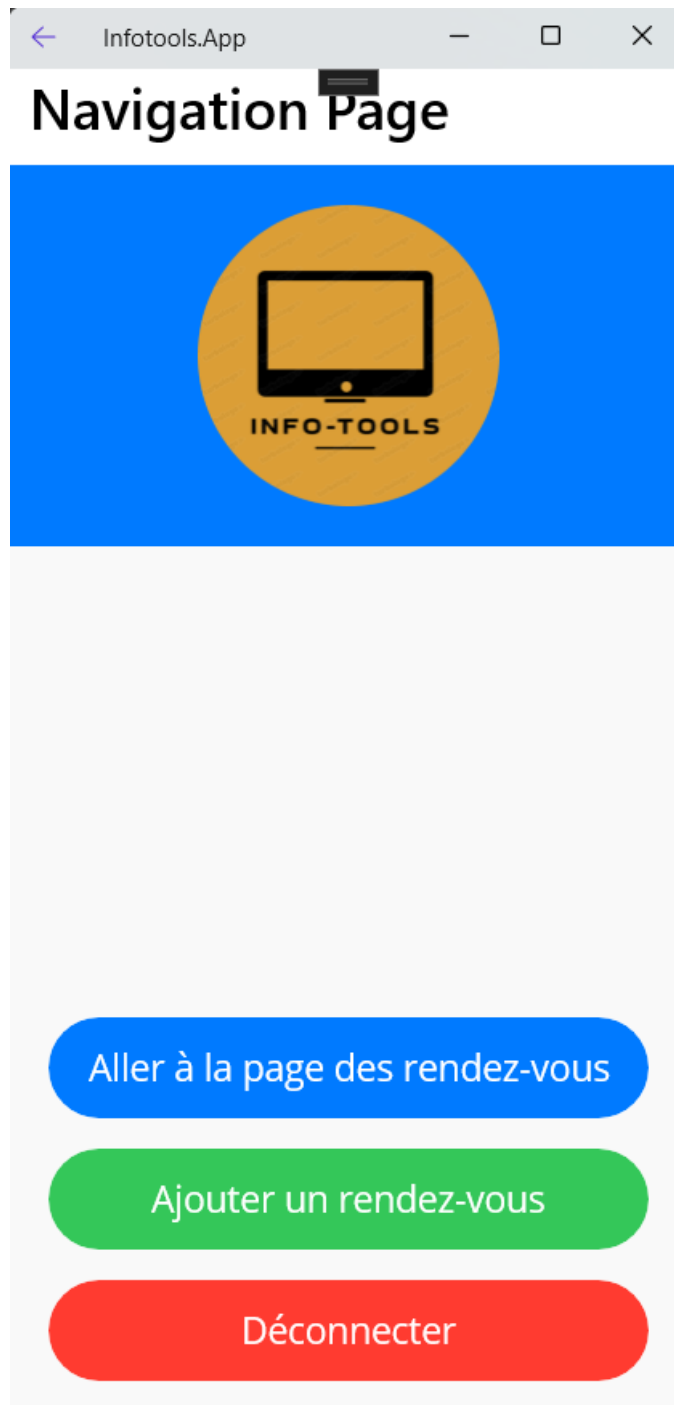 Infotools.App
Navigation Page
INFO-TOOLS
Aller à la page des rendez-vous
Ajouter un rendez-vous
Déconnecter